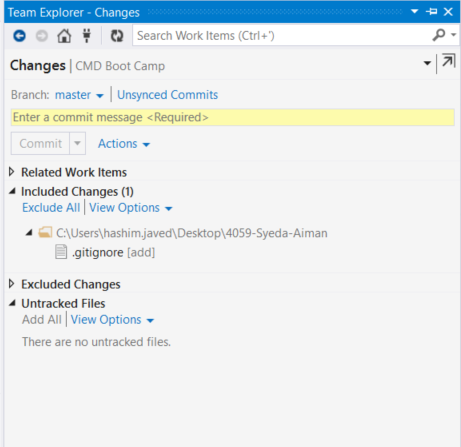 Team Explorer - Changes
Search Work Items (Ctrl+')
Changes | CMD Boot Camp
Branch: master | Unsynced Commits
Enter a commit message <Required>
Commit Actions
Related Work Items
Included Changes (1)
Exclude All | View Options
C:\Users\hashim.javed\Desktop\4059-Syeda-Aiman
.gitignore [add]
Excluded Changes
Untracked Files
Add All | View Options
There are no untracked files.